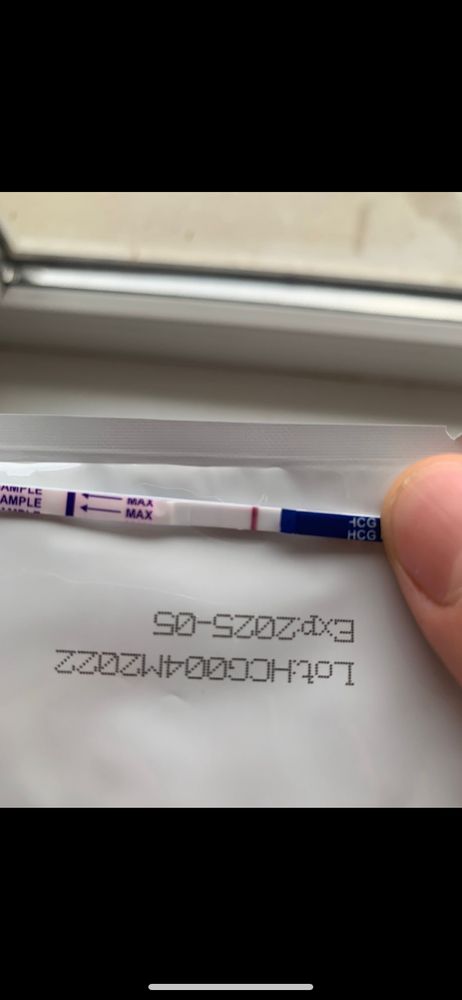 AMPLE
AMPLE
MAX
MAX
HCG
HCG
Lot:HCG004M2022
Exp:2025-05